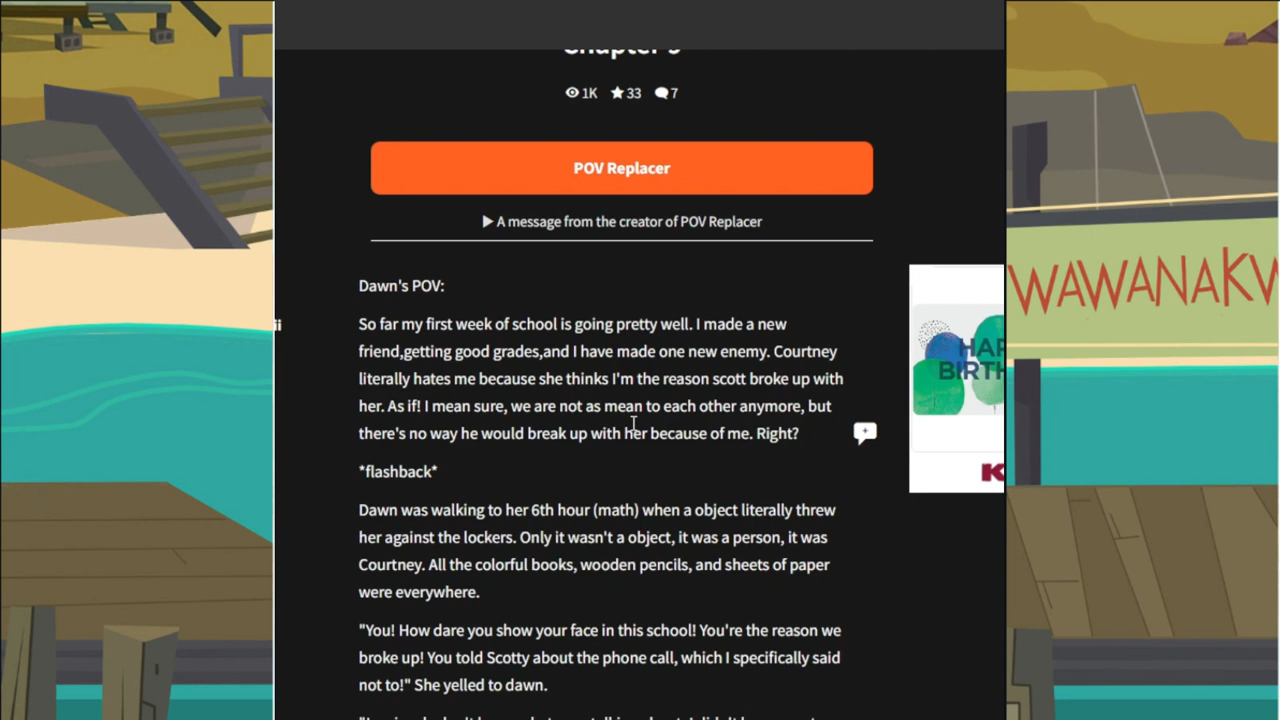 Chapter 9
1K 33 7
POV Replacer
▶ A message from the creator of POV Replacer
Dawn's POV:
So far my first week of school is going pretty well. I made a new
friend,getting good grades,and I have made one new enemy. Courtney
literally hates me because she thinks I'm the reason scott broke up with
her. As if! I mean sure, we are not as mean to each other anymore, but
there's no way he would break up with her because of me. Right?
*flashback*
Dawn was walking to her 6th hour (math) when a object literally threw
her against the lockers. Only it wasn't a object, it was a person, it was
Courtney. All the colorful books, wooden pencils, and sheets of paper
were everywhere.
"You! How dare you show your face in this school! You're the reason we
broke up! You told Scotty about the phone call, which I specifically said
not to!" She yelled to dawn.
ii
HAP
BIRTH
K
WAWANAKW